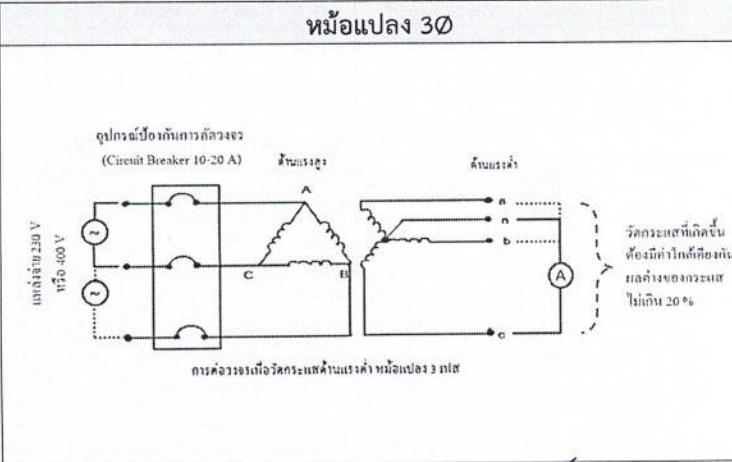 หม้อแปลง 3Ø
อุปกรณ์ป้องกันการลัดวงจร
(Circuit Breaker 10-20 A)
ด้านแรงสูง
ด้านแรงต่ำ
A
a
n
b
C
B
A
c
แหล่งจ่าย 230 V
หรือ 400 V
~
~
วัดกระแสที่เกิดขึ้น
ต้องมีค่าใกล้เคียงกัน
ผลต่างของกระแส
ไม่เกิน 20 %
การต่อวงจรเพื่อวัดกระแสด้านแรงต่ำ หม้อแปลง 3 เฟส